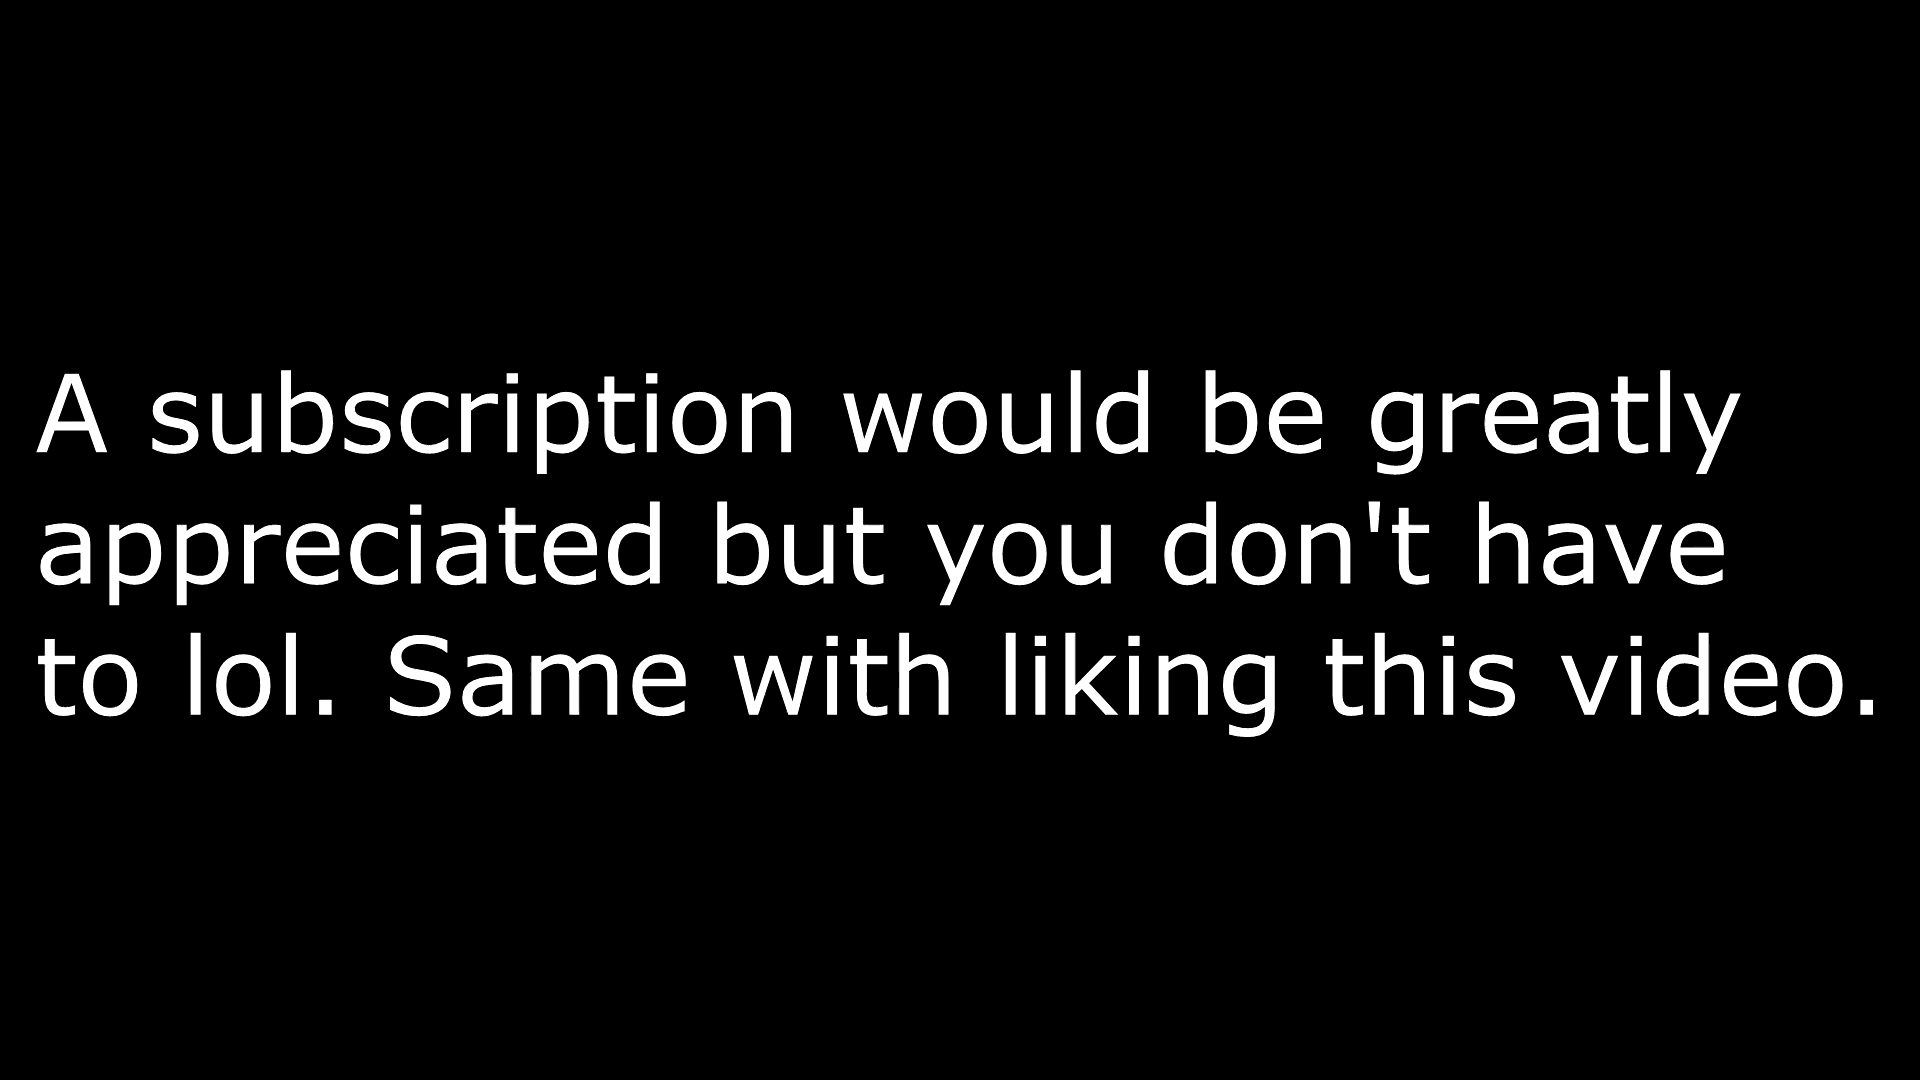 A subscription would be greatly
appreciated but you don't have
to lol. Same with liking this video.